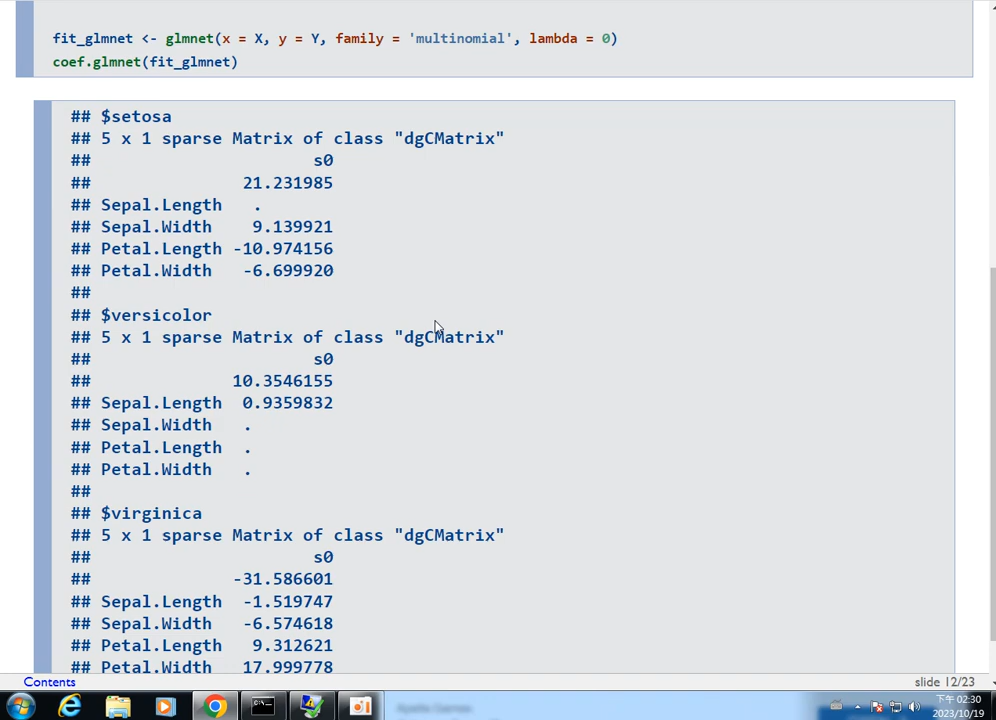 fit_glmnet <- glmnet(x = X, y = Y, family = 'multinomial', lambda = 0)
coef.glmnet(fit_glmnet)
## $setosa
## 5 x 1 sparse Matrix of class "dgCMatrix"
## s0
## 21.231985
## Sepal.Length .
## Sepal.Width 9.139921
## Petal.Length -10.974156
## Petal.Width -6.699920
##
## $versicolor
## 5 x 1 sparse Matrix of class "dgCMatrix"
## s0
## 10.3546155
## Sepal.Length 0.9359832
## Sepal.Width .
## Petal.Length .
## Petal.Width .
##
## $virginica
## 5 x 1 sparse Matrix of class "dgCMatrix"
## s0
## -31.586601
## Sepal.Length -1.519747
## Sepal.Width -6.574618
## Petal.Length 9.312621
## Petal.Width 17.999778
Contents
slide 12/23
下午 02:30
2023/10/19